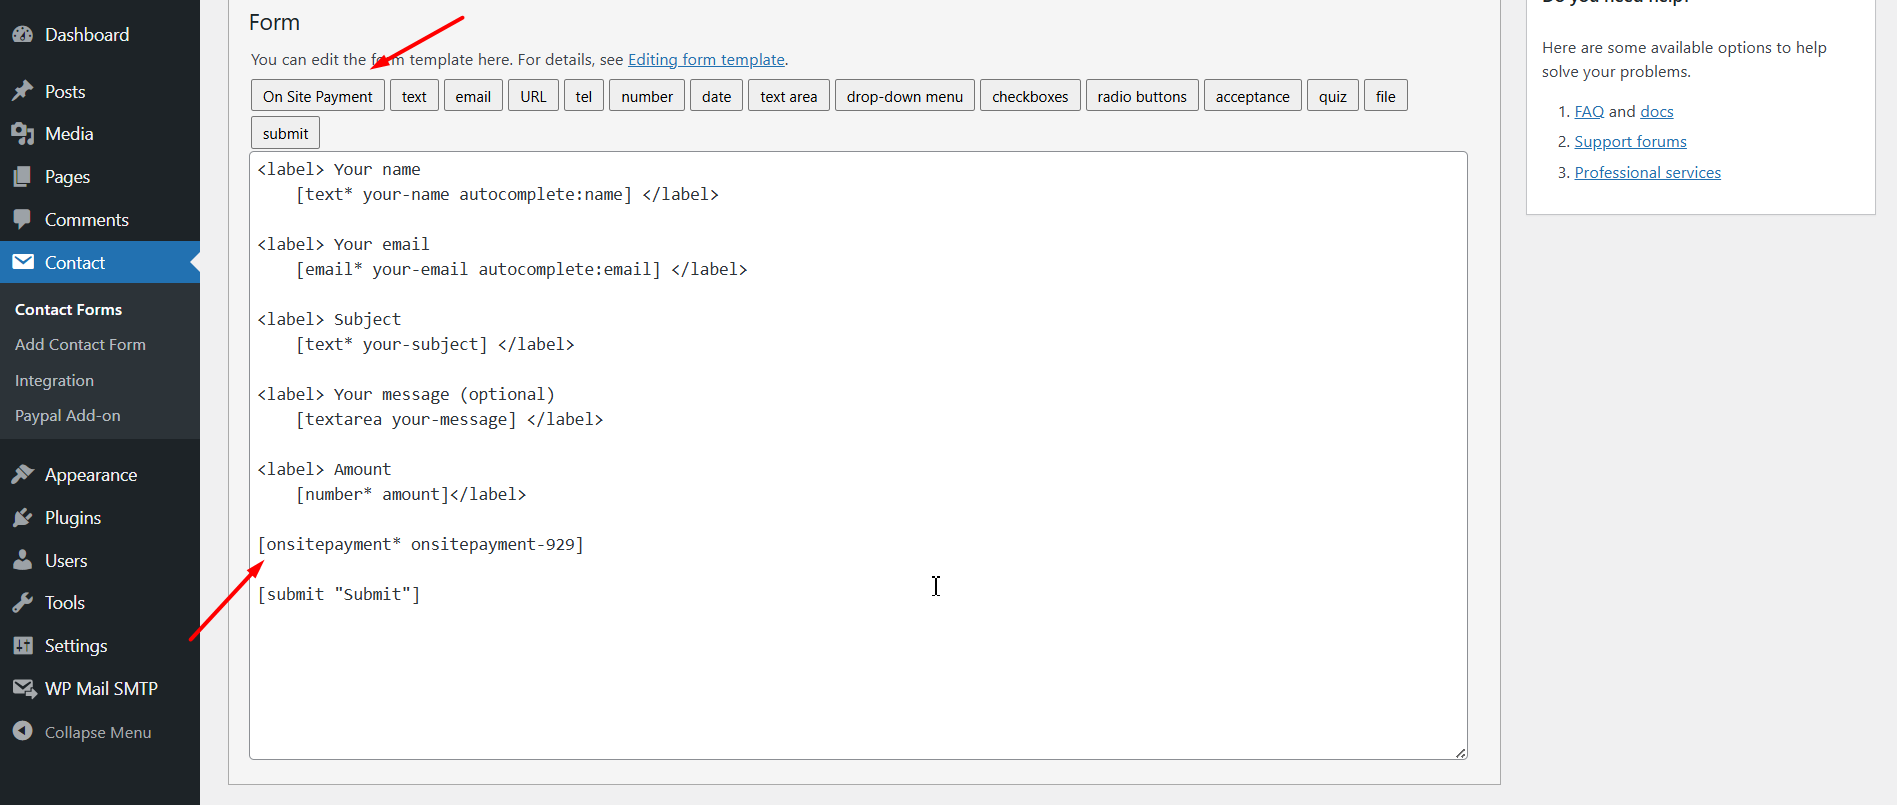 Dashboard
Posts
Media
Pages
Comments
Contact
Contact Forms
Add Contact Form
Integration
Paypal Add-on
Appearance
Plugins
Users
Tools
Settings
WP Mail SMTP
Collapse Menu
Form
You can edit the form template here. For details, see Editing form template.
On Site Payment text email URL tel number date text area drop-down menu checkboxes radio buttons acceptance quiz file
submit
<label> Your name
[text* your-name autocomplete:name] </label>
<label> Your email
[email* your-email autocomplete:email] </label>
<label> Subject
[text* your-subject] </label>
<label> Your message (optional)
[textarea your-message] </label>
<label> Amount
[number* amount]</label>
[onsitepayment* onsitepayment-929]
[submit "Submit"]
Do you need help?
Here are some available options to help
solve your problems.
1. FAQ and docs
2. Support forums
3. Professional services